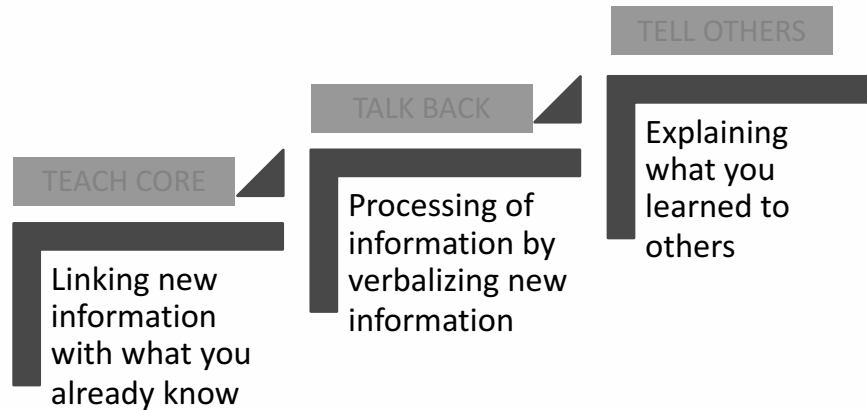 TEACH CORE
Linking new
information
with what you
already know
TALK BACK
Processing of
information by
verbalizing new
information
TELL OTHERS
Explaining
what you
learned to
others